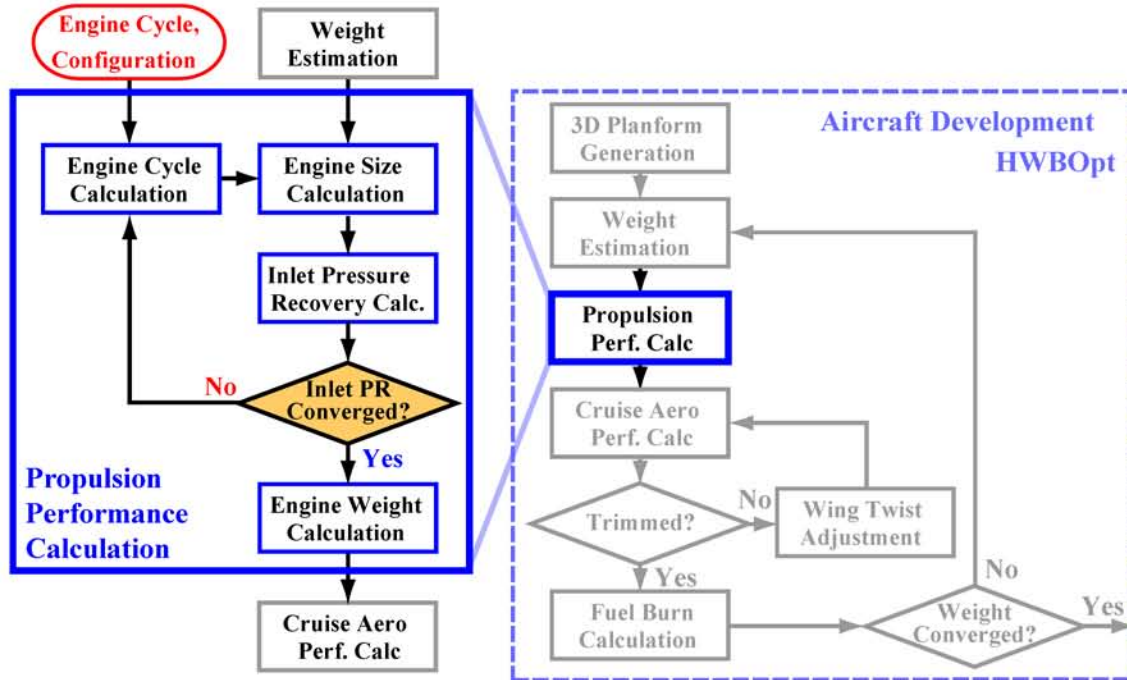 Engine Cycle,
Configuration
Weight
Estimation
Engine Cycle
Calculation
Engine Size
Calculation
Inlet Pressure
Recovery Calc.
No
Inlet PR
Converged?
Yes
Engine Weight
Calculation
Propulsion
Performance
Calculation
Cruise Aero
Perf. Calc
Aircraft Development
HWBOpt
3D Planform
Generation
Weight
Estimation
Propulsion
Perf. Calc
Cruise Aero
Perf. Calc
Trimmed?
No
Wing Twist
Adjustment
Yes
Fuel Burn
Calculation
No
Weight
Converged?
Yes